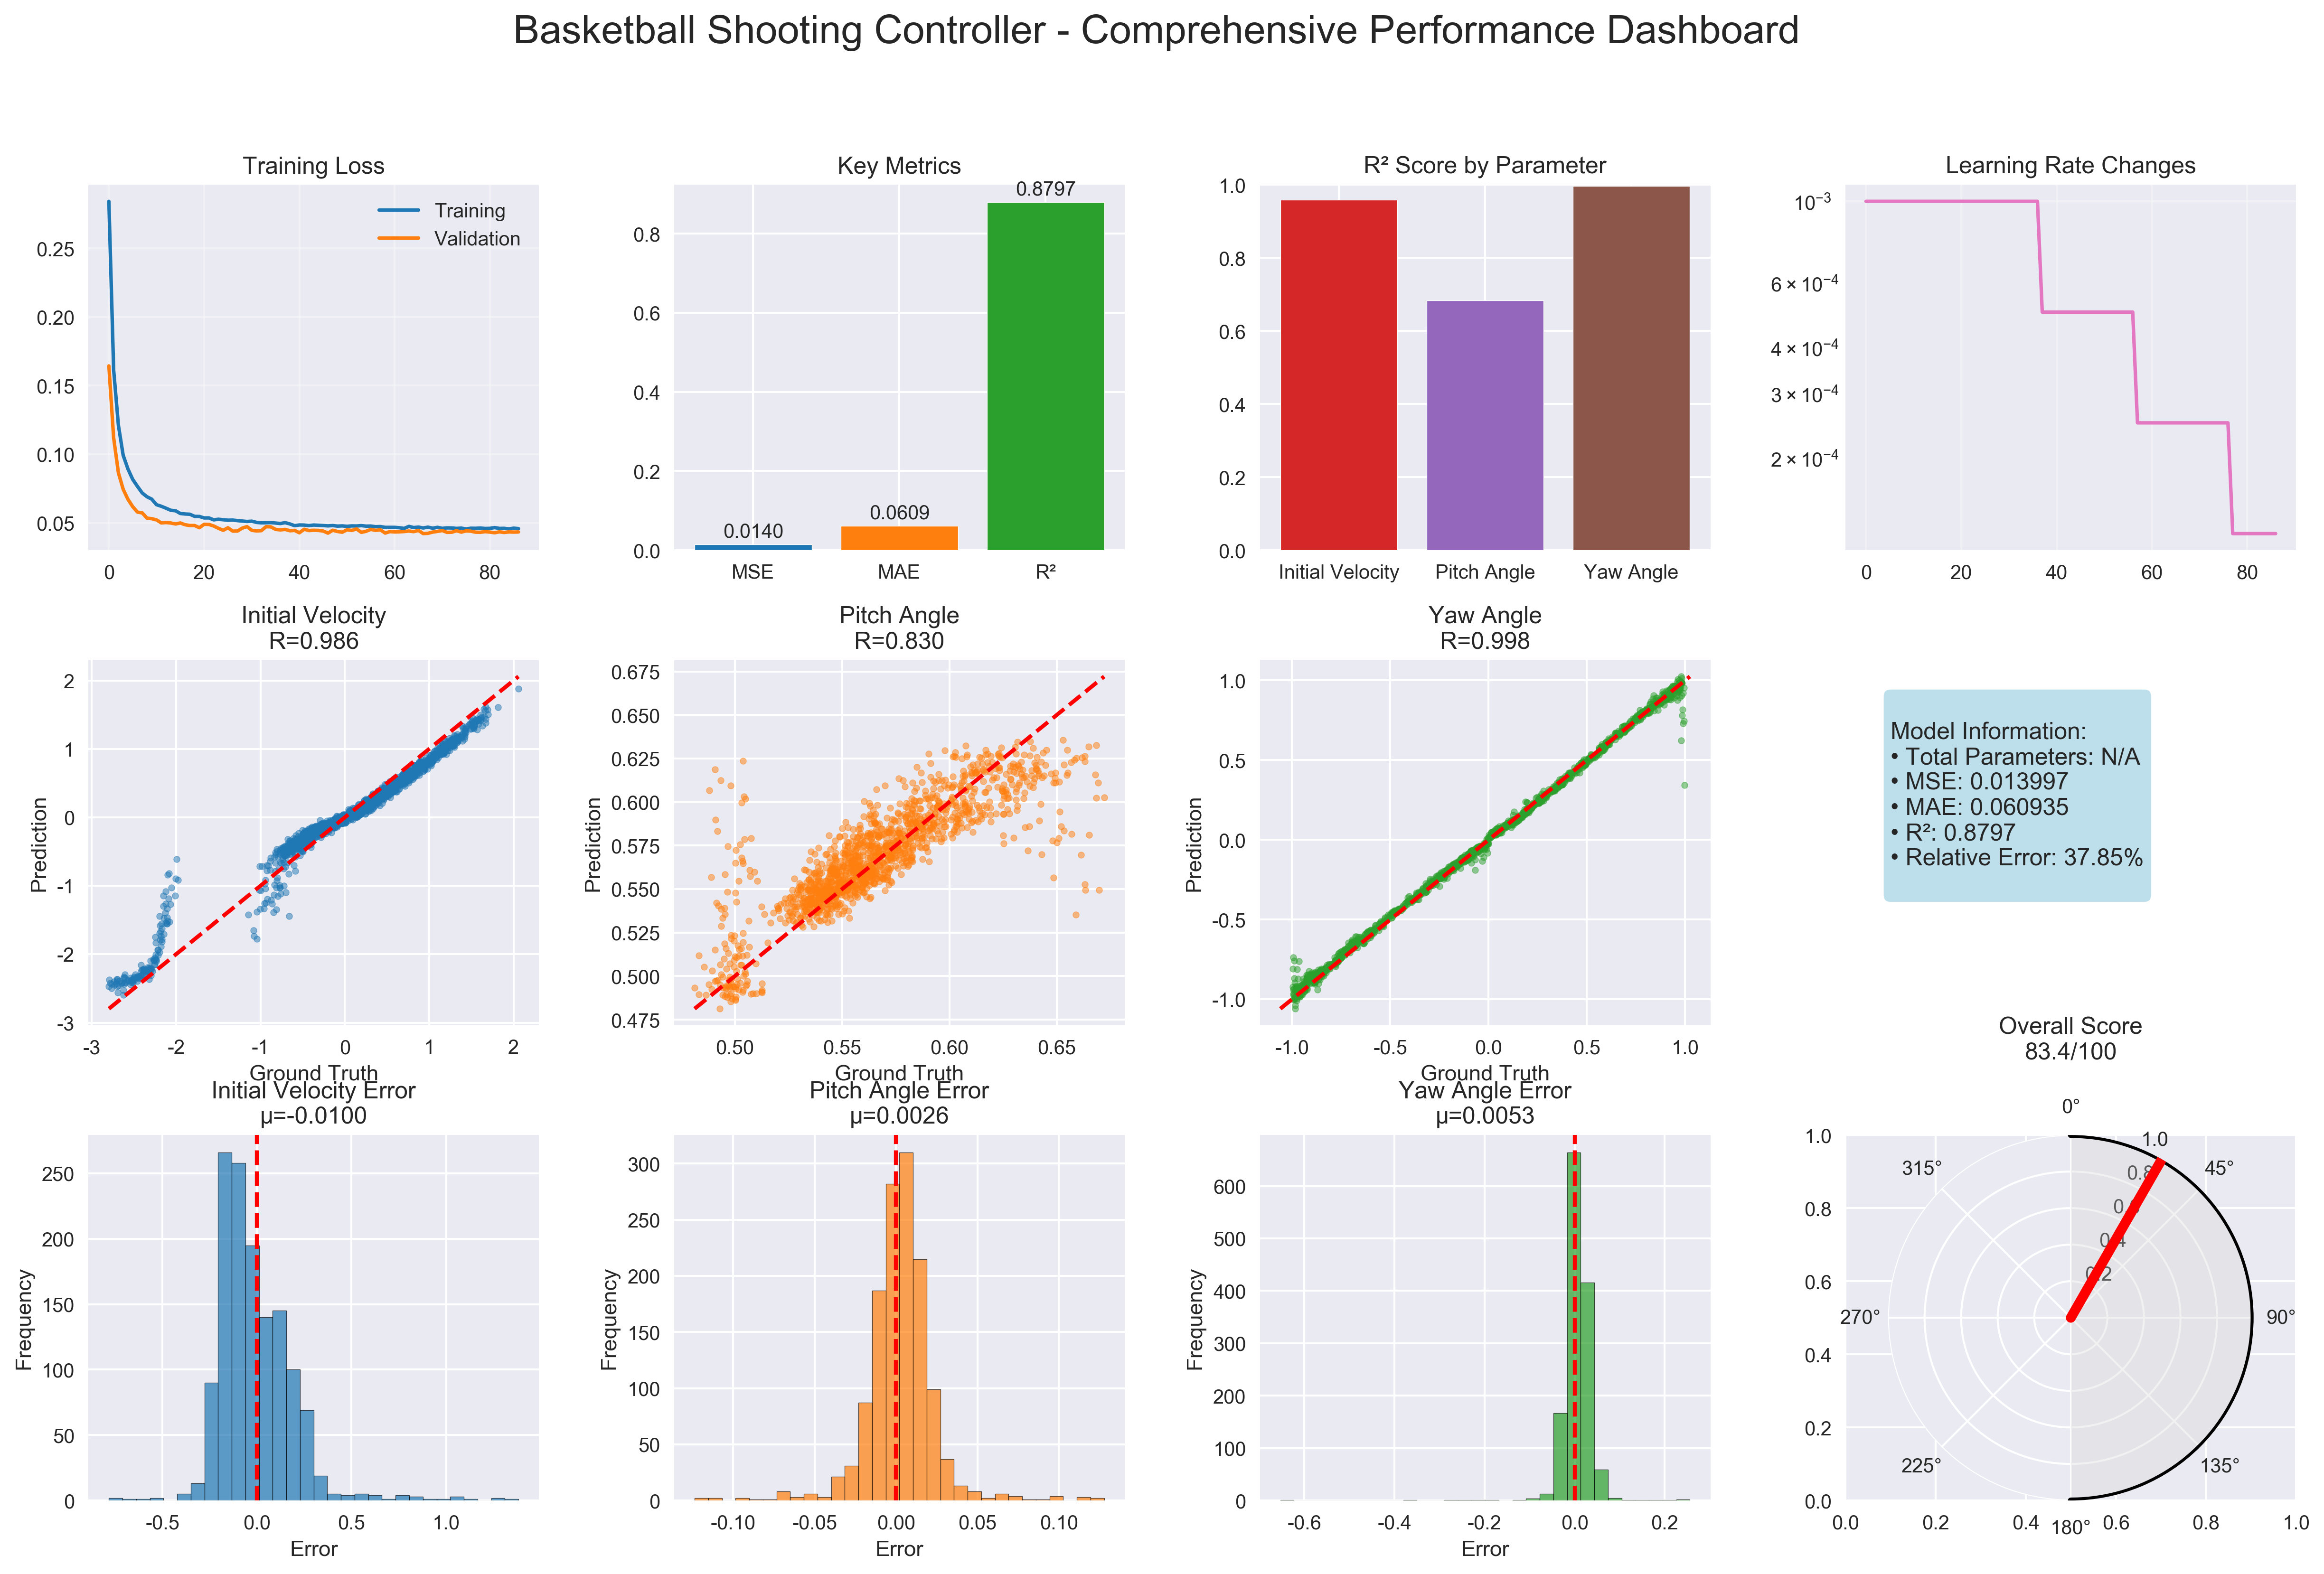 Basketball Shooting Controller - Comprehensive Performance Dashboard
Training Loss
Training
Validation
0.25
0.20
0.15
0.10
0.05
0 20 40 60 80
Key Metrics
0.8
0.6
0.4
0.2
0.0
0.0140
0.0609
0.8797
MSE MAE R²
R² Score by Parameter
1.0
0.8
0.6
0.4
0.2
0.0
Initial Velocity Pitch Angle Yaw Angle
Learning Rate Changes
10⁻³
6 × 10⁻⁴
4 × 10⁻⁴
3 × 10⁻⁴
2 × 10⁻⁴
0 20 40 60 80
Initial Velocity
R=0.986
Prediction
2
1
0
-1
-2
-3
-3 -2 -1 0 1 2
Ground Truth
Pitch Angle
R=0.830
Prediction
0.675
0.650
0.625
0.600
0.575
0.550
0.525
0.500
0.475
0.50 0.55 0.60 0.65
Ground Truth
Yaw Angle
R=0.998
Prediction
1.0
0.5
0.0
-0.5
-1.0
-1.0 -0.5 0.0 0.5 1.0
Ground Truth
Model Information:
• Total Parameters: N/A
• MSE: 0.013997
• MAE: 0.060935
• R²: 0.8797
• Relative Error: 37.85%
Initial Velocity Error
μ=-0.0100
Frequency
250
200
150
100
50
0
-0.5 0.0 0.5 1.0
Error
Pitch Angle Error
μ=0.0026
Frequency
300
250
200
150
100
50
0
-0.10 -0.05 0.00 0.05 0.10
Error
Yaw Angle Error
μ=0.0053
Frequency
600
500
400
300
200
100
0
-0.6 -0.4 -0.2 0.0 0.2
Error
Overall Score
83.4/100
0°
45°
90°
135°
180°
225°
270°
315°
1.0
1.0
0.8
0.6
0.4
0.2
0.0
0.0 0.2 0.4 0.6 0.8 1.0